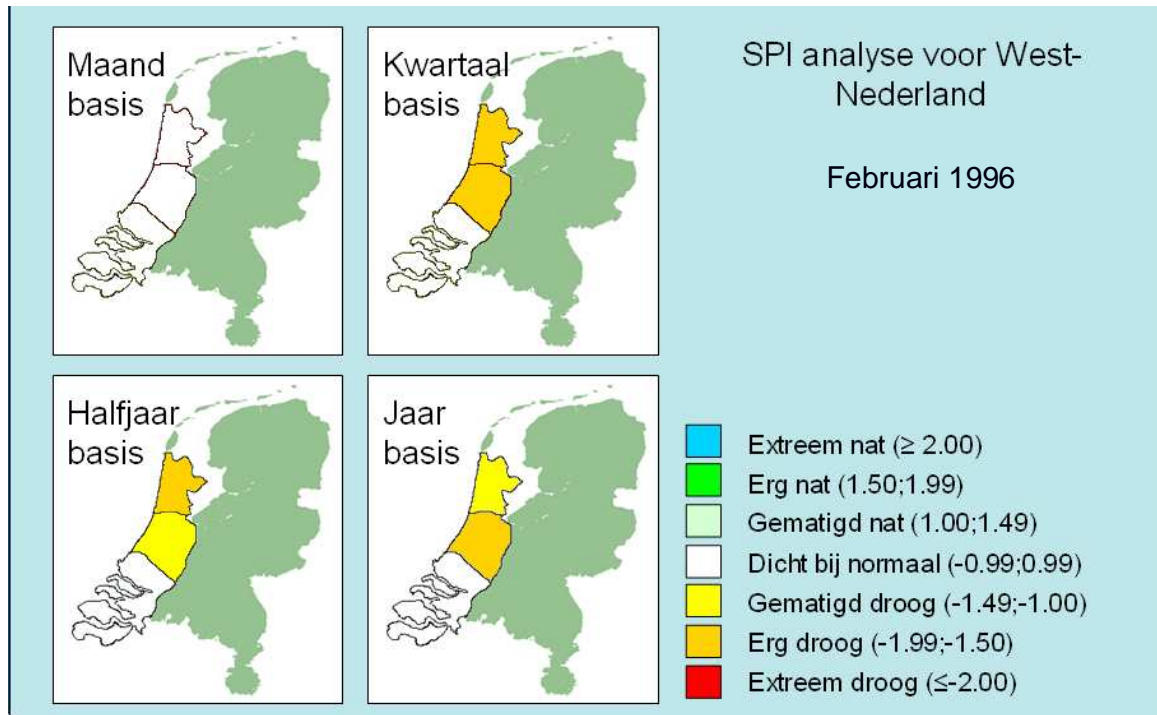 Maand
basis
Kwartaal
basis
SPI analyse voor West-
Nederland
Februari 1996
Halfjaar
basis
Jaar
basis
Extreem nat (≥ 2.00)
Erg nat (1.50;1.99)
Gematigd nat (1.00;1.49)
Dicht bij normaal (-0.99;0.99)
Gematigd droog (-1.49;-1.00)
Erg droog (-1.99;-1.50)
Extreem droog (≤-2.00)